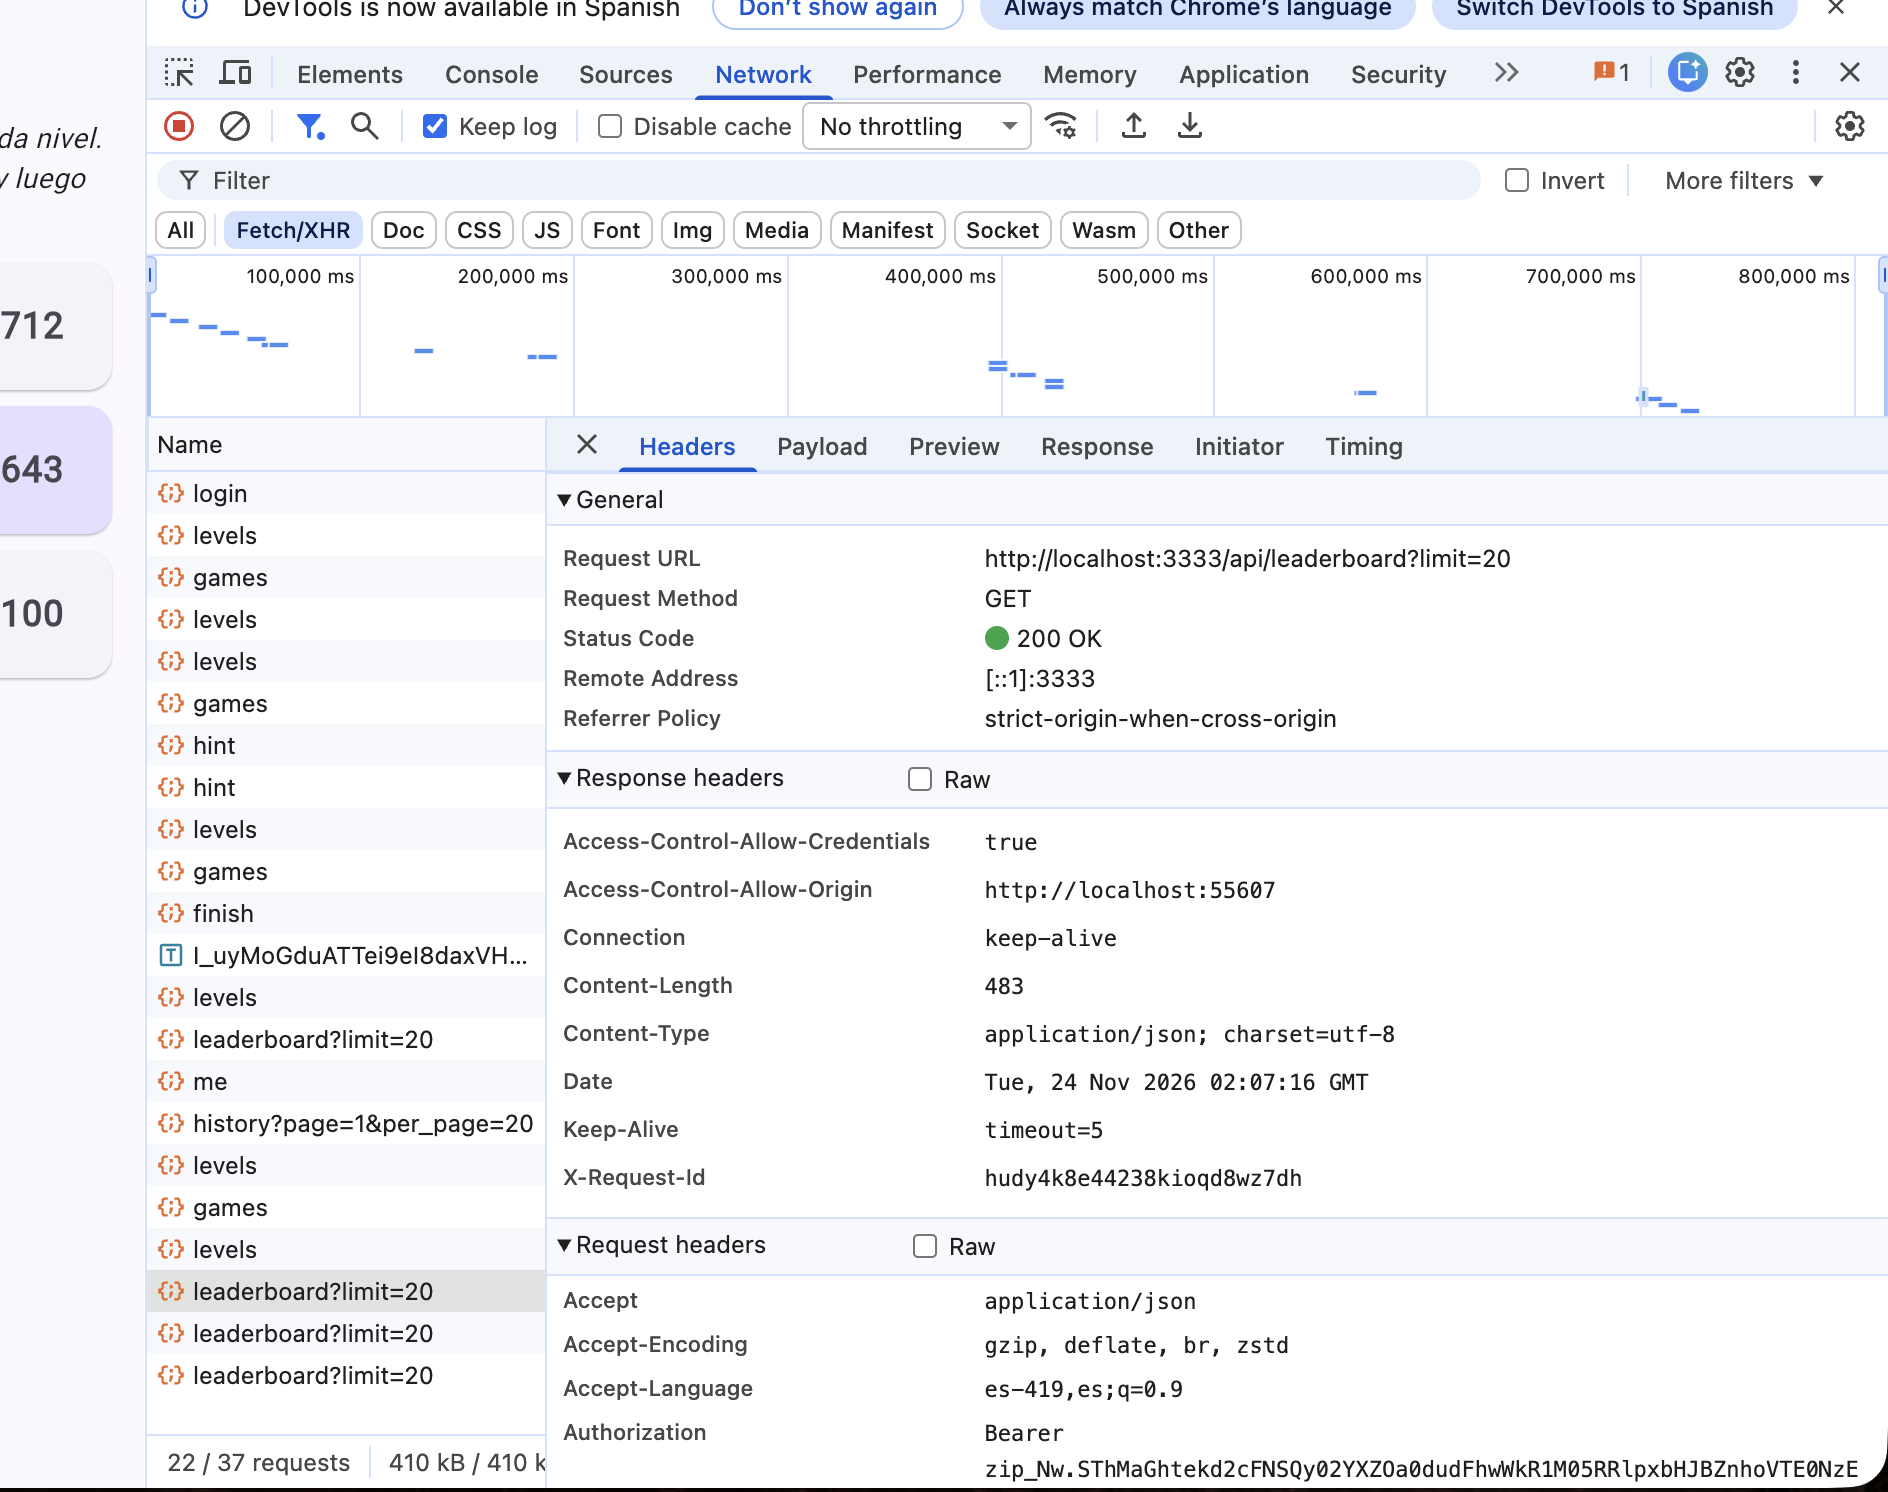 DevTools is now available in Spanish Don't show again Always match Chrome's language Switch DevTools to Spanish
Elements Console Sources Network Performance Memory Application Security 1
Keep log Disable cache No throttling
da nivel.
y luego
712
643
100
Filter Invert More filters
All Fetch/XHR Doc CSS JS Font Img Media Manifest Socket Wasm Other
100,000 ms 200,000 ms 300,000 ms 400,000 ms 500,000 ms 600,000 ms 700,000 ms 800,000 ms
Name
login
levels
games
levels
levels
games
hint
hint
levels
games
finish
I_uyMoGduATTei9eI8daxVH...
levels
leaderboard?limit=20
me
history?page=1&per_page=20
levels
games
levels
leaderboard?limit=20
leaderboard?limit=20
leaderboard?limit=20
22 / 37 requests 410 kB / 410 k
Headers Payload Preview Response Initiator Timing
General
Request URL http://localhost:3333/api/leaderboard?limit=20
Request Method GET
Status Code 200 OK
Remote Address [::1]:3333
Referrer Policy strict-origin-when-cross-origin
Response headers Raw
Access-Control-Allow-Credentials true
Access-Control-Allow-Origin http://localhost:55607
Connection keep-alive
Content-Length 483
Content-Type application/json; charset=utf-8
Date Tue, 24 Nov 2026 02:07:16 GMT
Keep-Alive timeout=5
X-Request-Id hudy4k8e44238kioqd8wz7dh
Request headers Raw
Accept application/json
Accept-Encoding gzip, deflate, br, zstd
Accept-Language es-419,es;q=0.9
Authorization Bearer
zip_Nw.SThMaGhtekd2cFNSQy02YXZOa0dudFhwWkR1M05RRlpxbHJBZnhoVTE0NzE